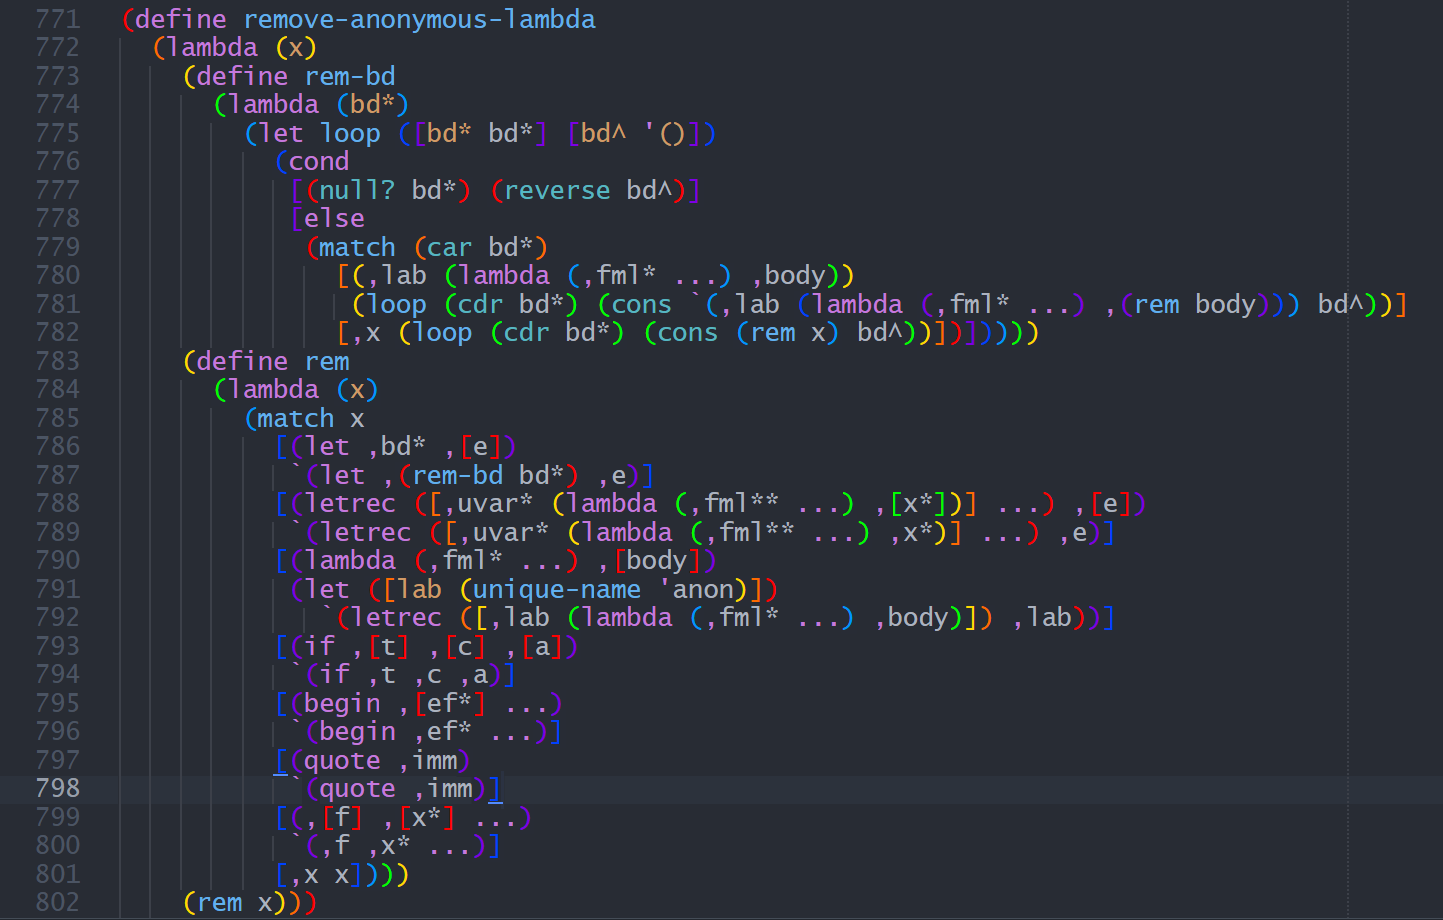 771 (define remove-anonymous-lambda
772   (lambda (x)
773     (define rem-bd
774       (lambda (bd*)
775         (let loop ([bd* bd*] [bd^ '()])
776           (cond
777            [(null? bd*) (reverse bd^)]
778            [else
779             (match (car bd*)
780               [(,lab (lambda (,fml* ...) ,body))
781                (loop (cdr bd*) (cons `(,lab (lambda (,fml* ...) ,(rem body))) bd^))]
782               [,x (loop (cdr bd*) (cons (rem x) bd^))])]))))
783     (define rem
784       (lambda (x)
785         (match x
786           [(let ,bd* ,[e])
787            `(let ,(rem-bd bd*) ,e)]
788           [(letrec ([,uvar* (lambda (,fml** ...) ,[x*])] ...) ,[e])
789            `(letrec ([,uvar* (lambda (,fml** ...) ,x*)] ...) ,e)]
790           [(lambda (,fml* ...) ,[body])
791            (let ([lab (unique-name 'anon)])
792              `(letrec ([,lab (lambda (,fml* ...) ,body)]) ,lab))]
793           [(if ,[t] ,[c] ,[a])
794            `(if ,t ,c ,a)]
795           [(begin ,[ef*] ...)
796            `(begin ,ef* ...)]
797           [(quote ,imm)
798            `(quote ,imm)]
799           [(,[f] ,[x*] ...)
800            `(,f ,x* ...)]
801           [,x x])))
802     (rem x)))